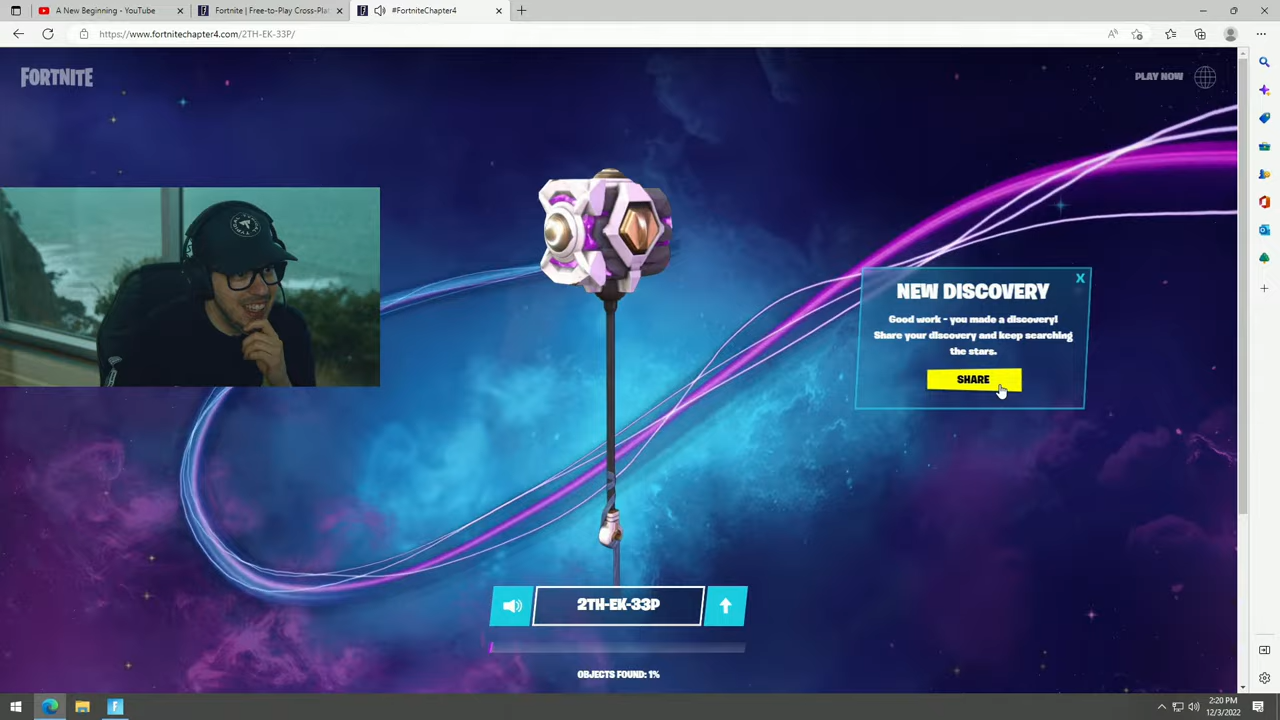 A New Beginning - YouTube
Fortnite | Free-to-Play Cross-Pla
#FortniteChapter4
https://www.fortnitechapter4.com/2TH-EK-33P/
FORTNITE
PLAY NOW
X
NEW DISCOVERY
Good work - you made a discovery!
Share your discovery and keep searching
the stars.
SHARE
2TH-EK-33P
OBJECTS FOUND: 1%
2:20 PM
12/3/2022